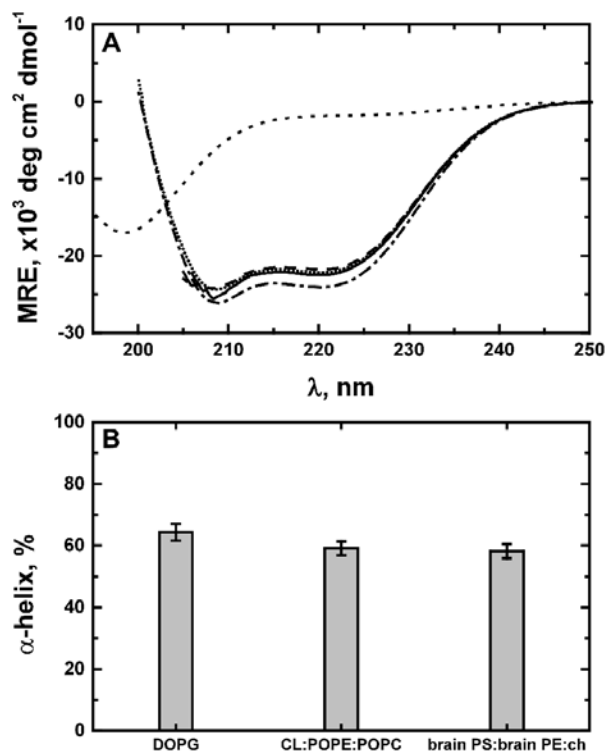 A
10
0
-10
-20
-30
MRE, x10³ deg cm² dmol⁻¹
200 210 220 230 240 250
λ, nm
B
100
80
60
40
20
0
α-helix, %
DOPG CL:POPE:POPC brain PS:brain PE:ch